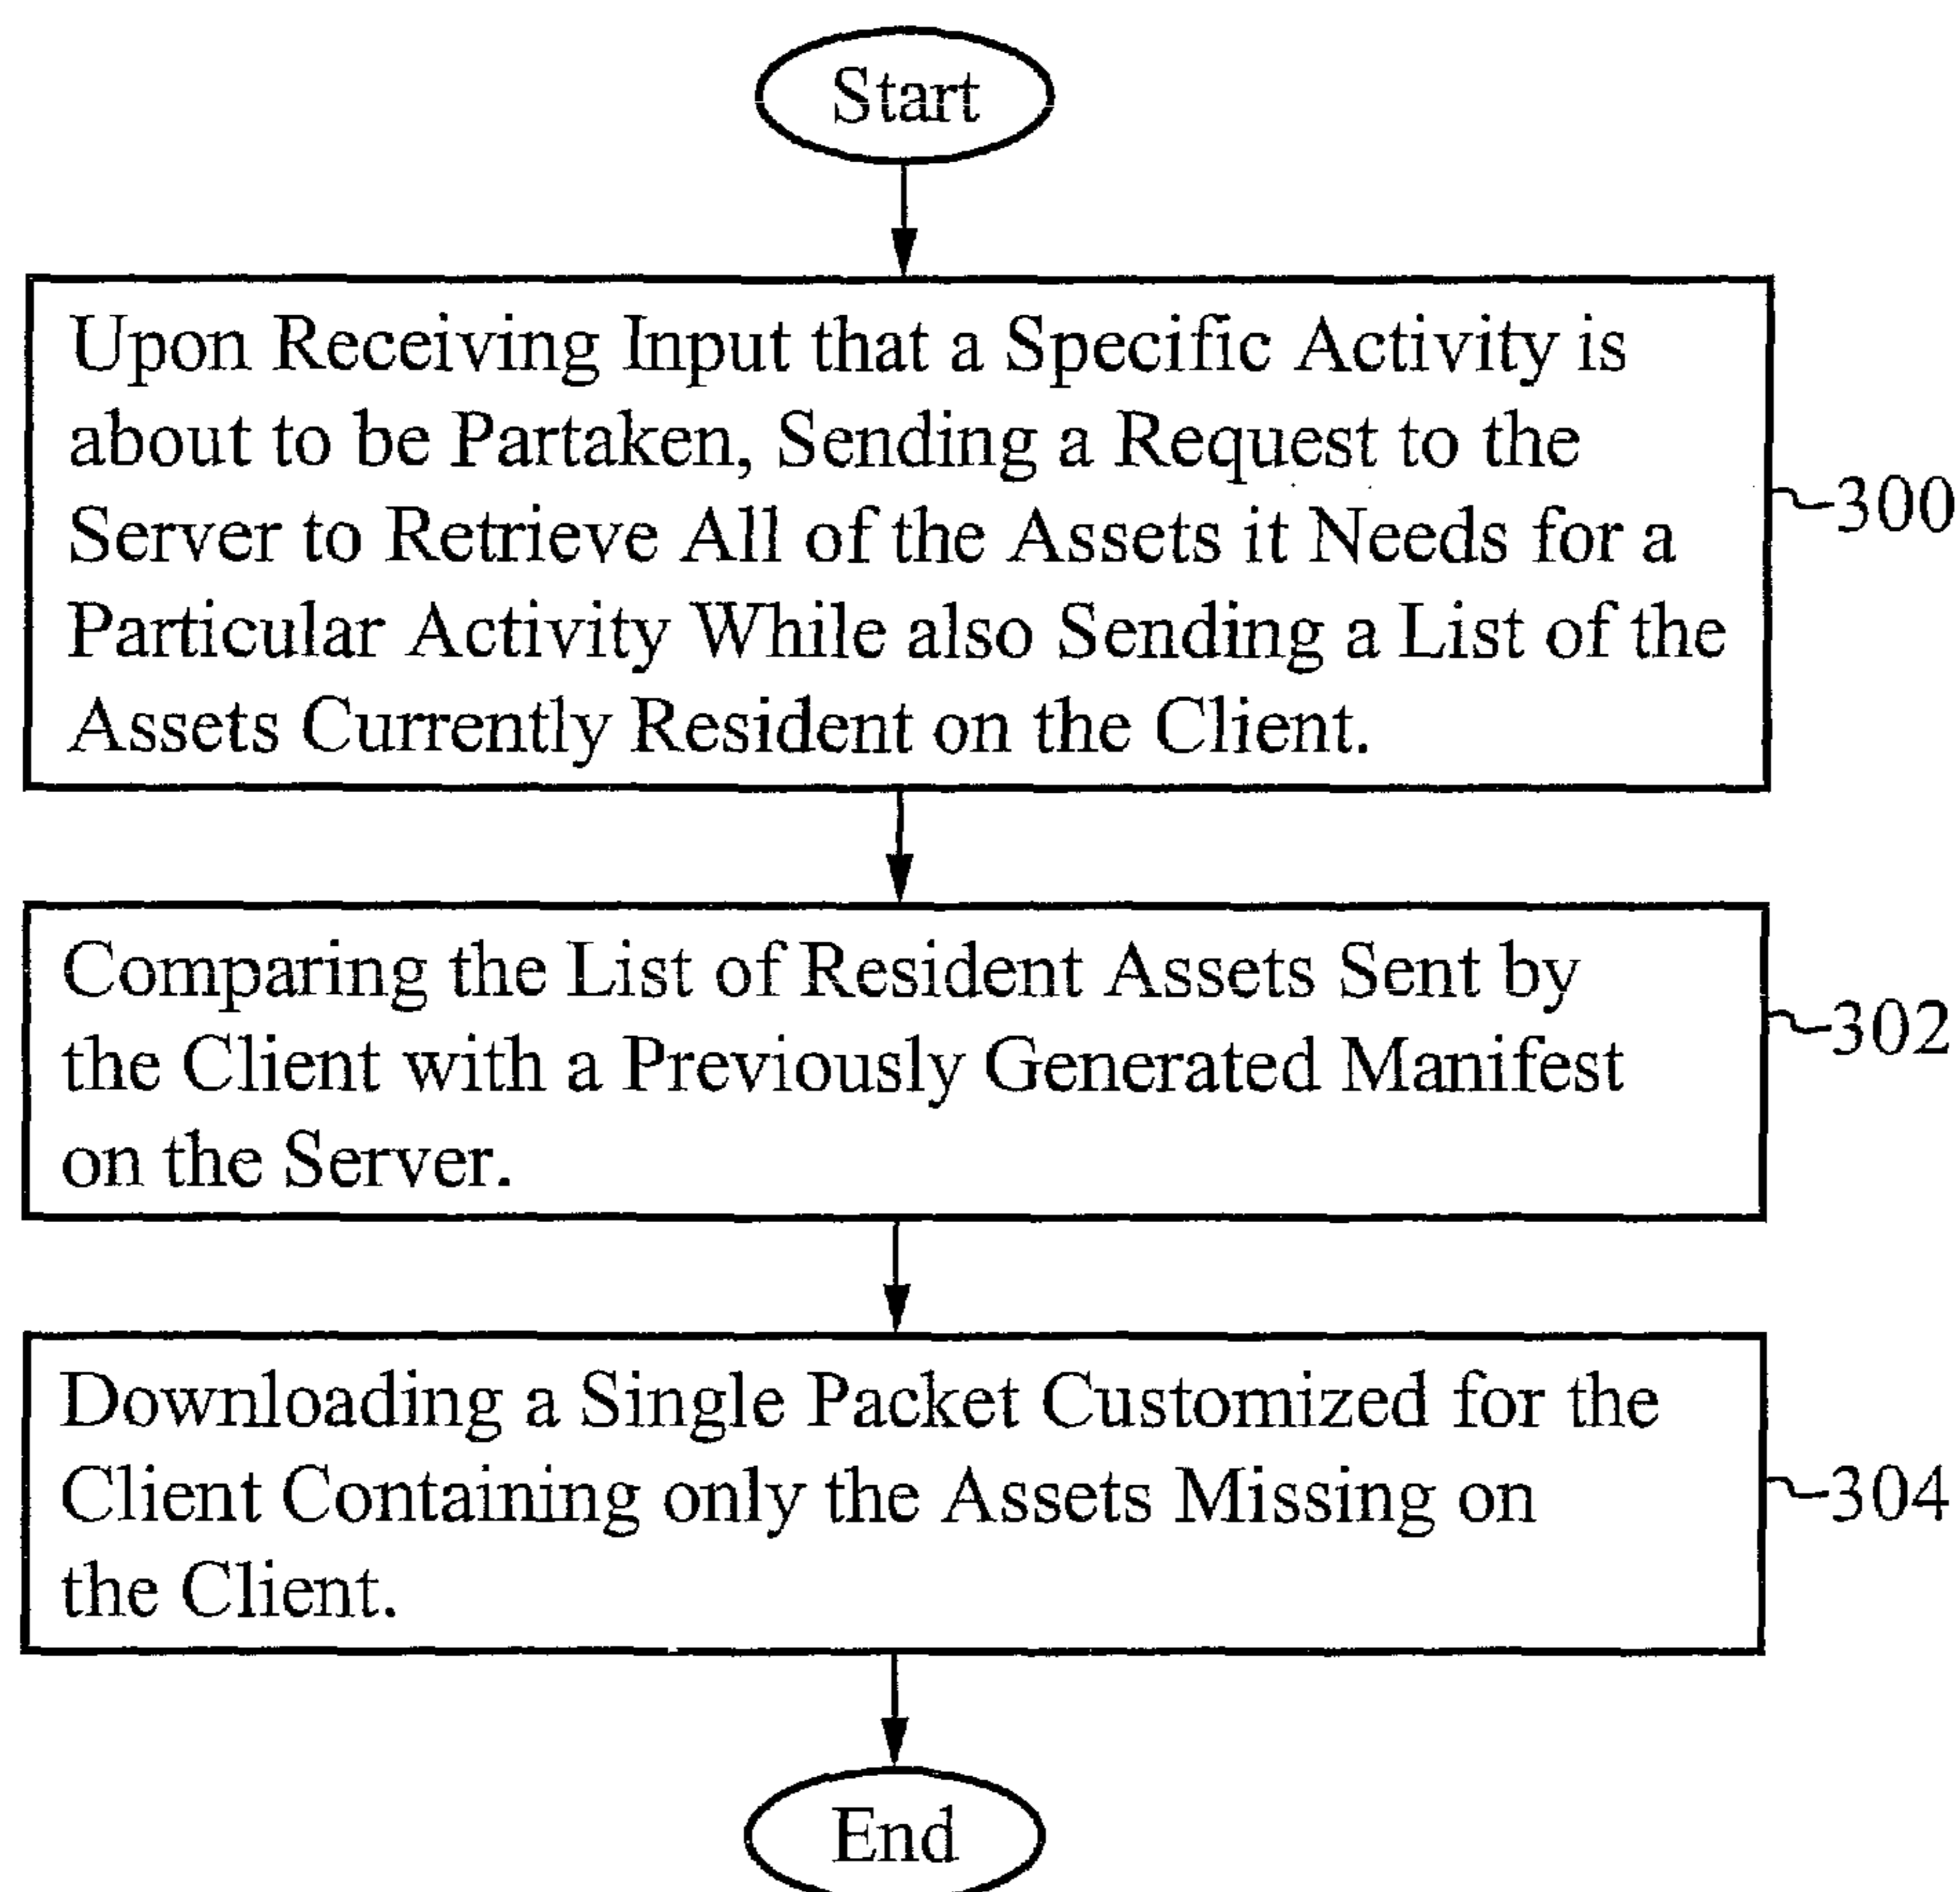 Start
Upon Receiving Input that a Specific Activity is
about to be Partaken, Sending a Request to the
Server to Retrieve All of the Assets it Needs for a
Particular Activity While also Sending a List of the
Assets Currently Resident on the Client.
300
Comparing the List of Resident Assets Sent by
the Client with a Previously Generated Manifest
on the Server.
302
Downloading a Single Packet Customized for the
Client Containing only the Assets Missing on
the Client.
304
End